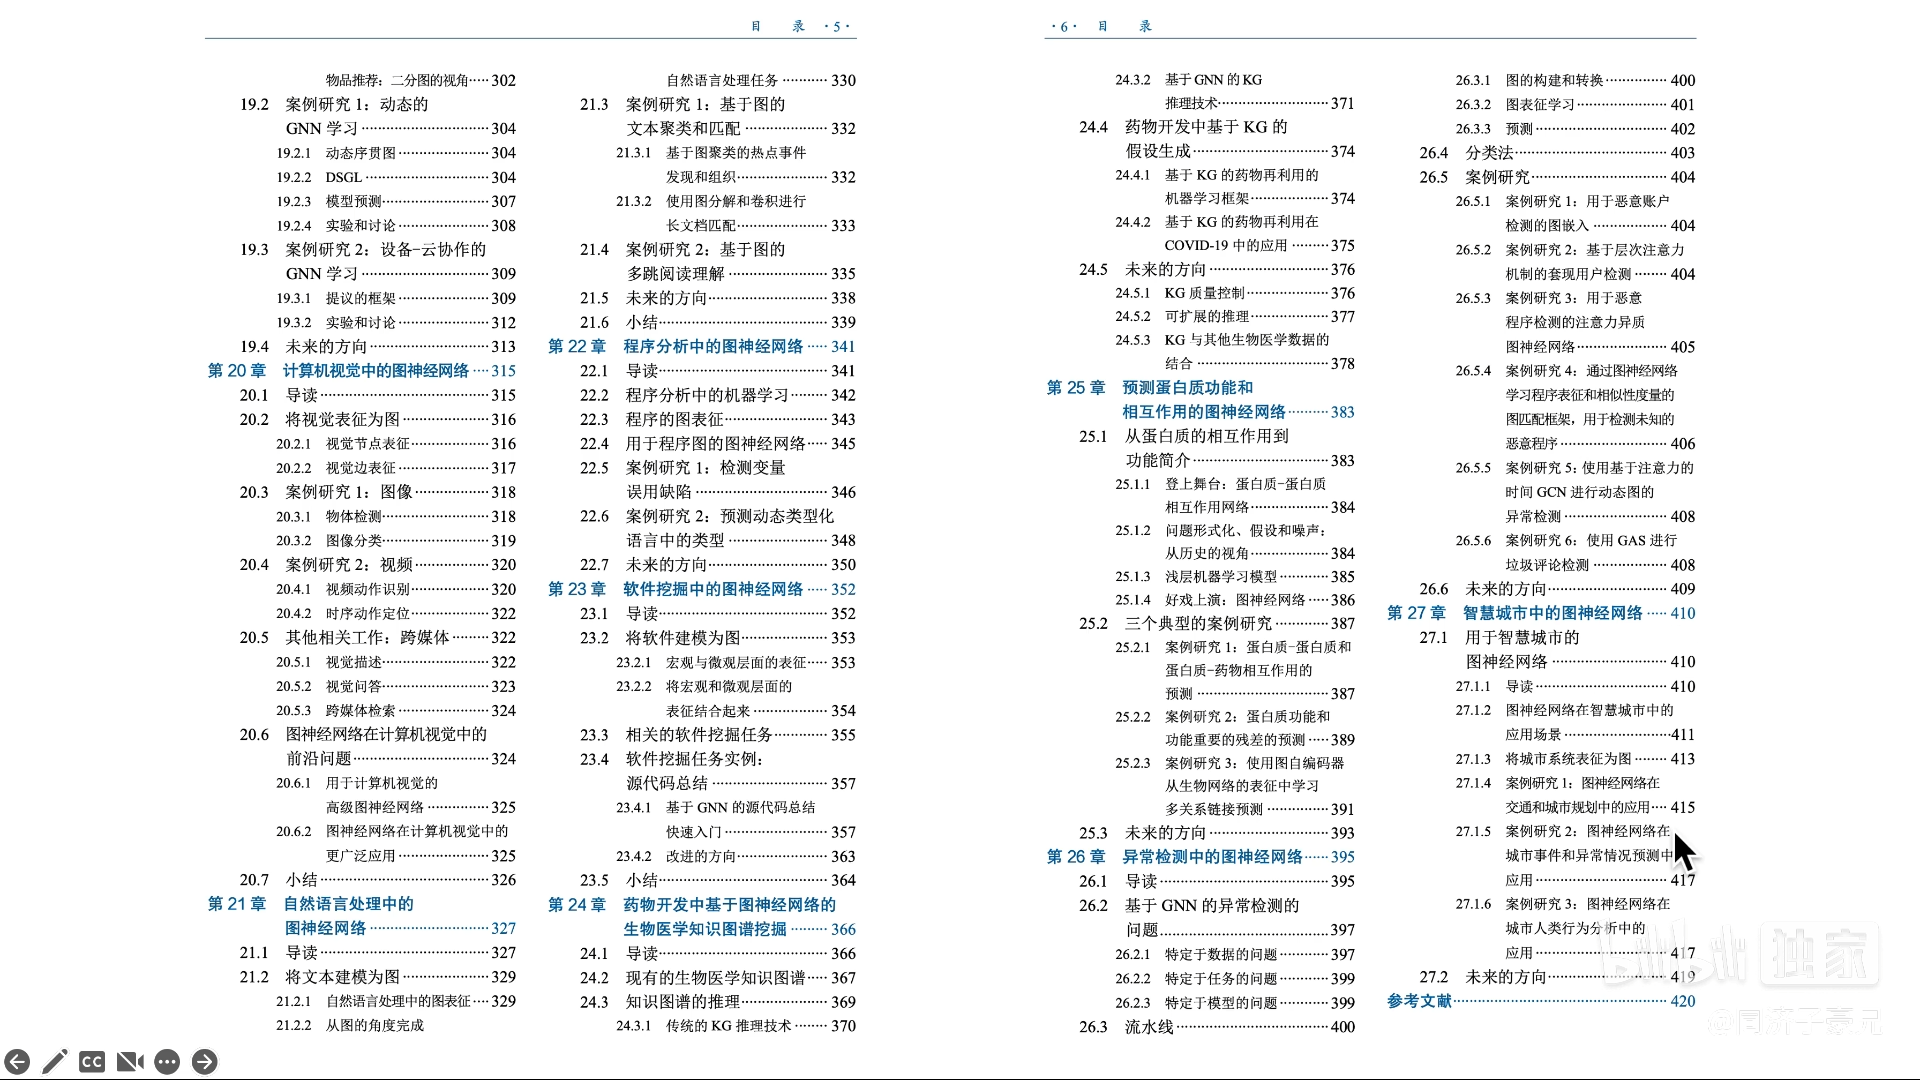 目 录 ·5·
物品推荐：二分图的视角·····302
19.2 案例研究 1：动态的
GNN 学习····························304
19.2.1 动态序贯图····················304
19.2.2 DSGL···························304
19.2.3 模型预测························307
19.2.4 实验和讨论····················308
19.3 案例研究 2：设备-云协作的
GNN 学习····························309
19.3.1 提议的框架····················309
19.3.2 实验和讨论····················312
19.4 未来的方向··························313
第 20 章 计算机视觉中的图神经网络····315
20.1 导读·····································315
20.2 将视觉表征为图····················316
20.2.1 视觉节点表征·················316
20.2.2 视觉边表征····················317
20.3 案例研究 1：图像·················318
20.3.1 物体检测························318
20.3.2 图像分类························319
20.4 案例研究 2：视频·················320
20.4.1 视频动作识别·················320
20.4.2 时序动作定位·················322
20.5 其他相关工作：跨媒体········322
20.5.1 视觉描述························322
20.5.2 视觉问答························323
20.5.3 跨媒体检索····················324
20.6 图神经网络在计算机视觉中的
前沿问题······························324
20.6.1 用于计算机视觉的
高级图神经网络··············325
20.6.2 图神经网络在计算机视觉中的
更广泛应用····················325
20.7 小结·····································326
第 21 章 自然语言处理中的
图神经网络··························327
21.1 导读·····································327
21.2 将文本建模为图····················329
21.2.1 自然语言处理中的图表征····329
21.2.2 从图的角度完成
自然语言处理任务··········330
21.3 案例研究 1：基于图的
文本聚类和匹配··················332
21.3.1 基于图聚类的热点事件
发现和组织····················332
21.3.2 使用图分解和卷积进行
长文档匹配····················333
21.4 案例研究 2：基于图的
多跳阅读理解······················335
21.5 未来的方向··························338
21.6 小结·····································339
第 22 章 程序分析中的图神经网络·····341
22.1 导读·····································341
22.2 程序分析中的机器学习········342
22.3 程序的图表征······················343
22.4 用于程序图的图神经网络·····345
22.5 案例研究 1：检测变量
误用缺陷·····························346
22.6 案例研究 2：预测动态类型化
语言中的类型······················348
22.7 未来的方向··························350
第 23 章 软件挖掘中的图神经网络·····352
23.1 导读·····································352
23.2 将软件建模为图···················353
23.2.1 宏观与微观层面的表征·····353
23.2.2 将宏观和微观层面的
表征结合起来·················354
23.3 相关的软件挖掘任务············355
23.4 软件挖掘任务实例：
源代码总结·························357
23.4.1 基于 GNN 的源代码总结
快速入门·······················357
23.4.2 改进的方向····················363
23.5 小结·····································364
第 24 章 药物开发中基于图神经网络的
生物医学知识图谱挖掘········366
24.1 导读·····································366
24.2 现有的生物医学知识图谱·····367
24.3 知识图谱的推理···················369
24.3.1 传统的 KG 推理技术·······370
·6· 目 录
24.3.2 基于 GNN 的 KG
推理技术························371
24.4 药物开发中基于 KG 的
假设生成······························374
24.4.1 基于 KG 的药物再利用的
机器学习框架·················374
24.4.2 基于 KG 的药物再利用在
COVID-19 中的应用········375
24.5 未来的方向··························376
24.5.1 KG 质量控制··················376
24.5.2 可扩展的推理·················377
24.5.3 KG 与其他生物医学数据的
结合······························378
第 25 章 预测蛋白质功能和
相互作用的图神经网络·········383
25.1 从蛋白质的相互作用到
功能简介······························383
25.1.1 登上舞台：蛋白质-蛋白质
相互作用网络·················384
25.1.2 问题形式化、假设和噪声：
从历史的视角·················384
25.1.3 浅层机器学习模型···········385
25.1.4 好戏上演：图神经网络·····386
25.2 三个典型的案例研究············387
25.2.1 案例研究 1：蛋白质-蛋白质和
蛋白质-药物相互作用的
预测······························387
25.2.2 案例研究 2：蛋白质功能和
功能重要的残差的预测·····389
25.2.3 案例研究 3：使用图自编码器
从生物网络的表征中学习
多关系链接预测··············391
25.3 未来的方向··························393
第 26 章 异常检测中的图神经网络·····395
26.1 导读·····································395
26.2 基于 GNN 的异常检测的
问题·····································397
26.2.1 特定于数据的问题···········397
26.2.2 特定于任务的问题···········399
26.2.3 特定于模型的问题···········399
26.3 流水线·································400
26.3.1 图的构建和转换··············400
26.3.2 图表征学习····················401
26.3.3 预测······························402
26.4 分类法·································403
26.5 案例研究······························404
26.5.1 案例研究 1：用于恶意账户
检测的图嵌入·················404
26.5.2 案例研究 2：基于层次注意力
机制的套现用户检测·······404
26.5.3 案例研究 3：用于恶意
程序检测的注意力异质
图神经网络····················405
26.5.4 案例研究 4：通过图神经网络
学习程序表征和相似性度量的
图匹配框架，用于检测未知的
恶意程序························406
26.5.5 案例研究 5：使用基于注意力的
时间 GCN 进行动态图的
异常检测·······················408
26.5.6 案例研究 6：使用 GAS 进行
垃圾评论检测·················408
26.6 未来的方向··························409
第 27 章 智慧城市中的图神经网络·····410
27.1 用于智慧城市的
图神经网络··························410
27.1.1 导读······························410
27.1.2 图神经网络在智慧城市中的
应用场景·······················411
27.1.3 将城市系统表征为图·······413
27.1.4 案例研究 1：图神经网络在
交通和城市规划中的应用····415
27.1.5 案例研究 2：图神经网络在
城市事件和异常情况预测中
应用······························417
27.1.6 案例研究 3：图神经网络在
城市人类行为分析中的
应用······························417
27.2 未来的方向··························419
参考文献···············································420
CC
bilibili 独家
@同济子豪兄